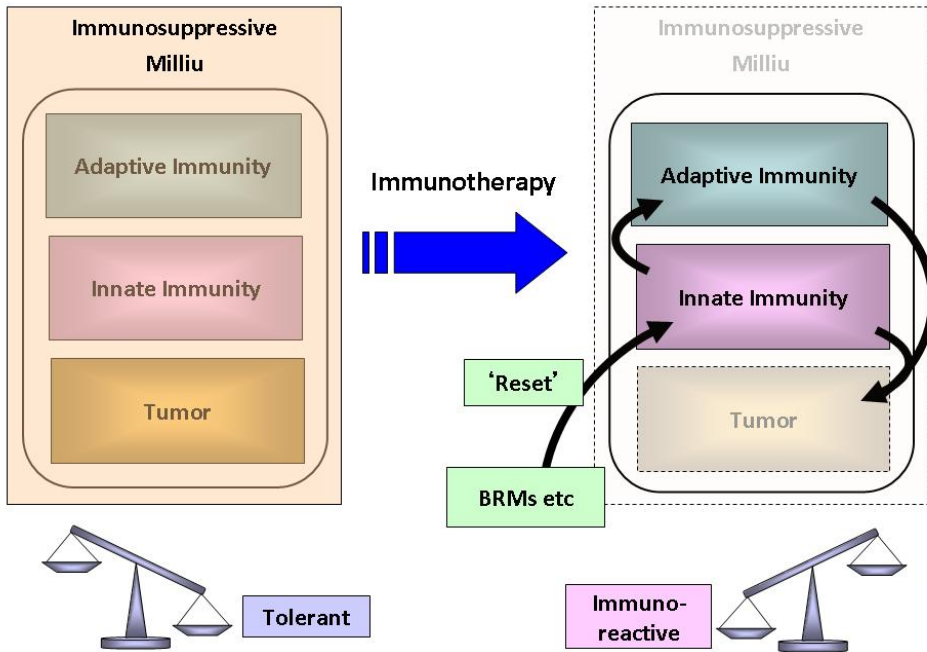 Immunosuppressive
Milliu
Adaptive Immunity
Innate Immunity
Tumor
Tolerant
Immunotherapy
Immunosuppressive
Milliu
Adaptive Immunity
Innate Immunity
Tumor
‘Reset’
BRMs etc
Immuno-
reactive